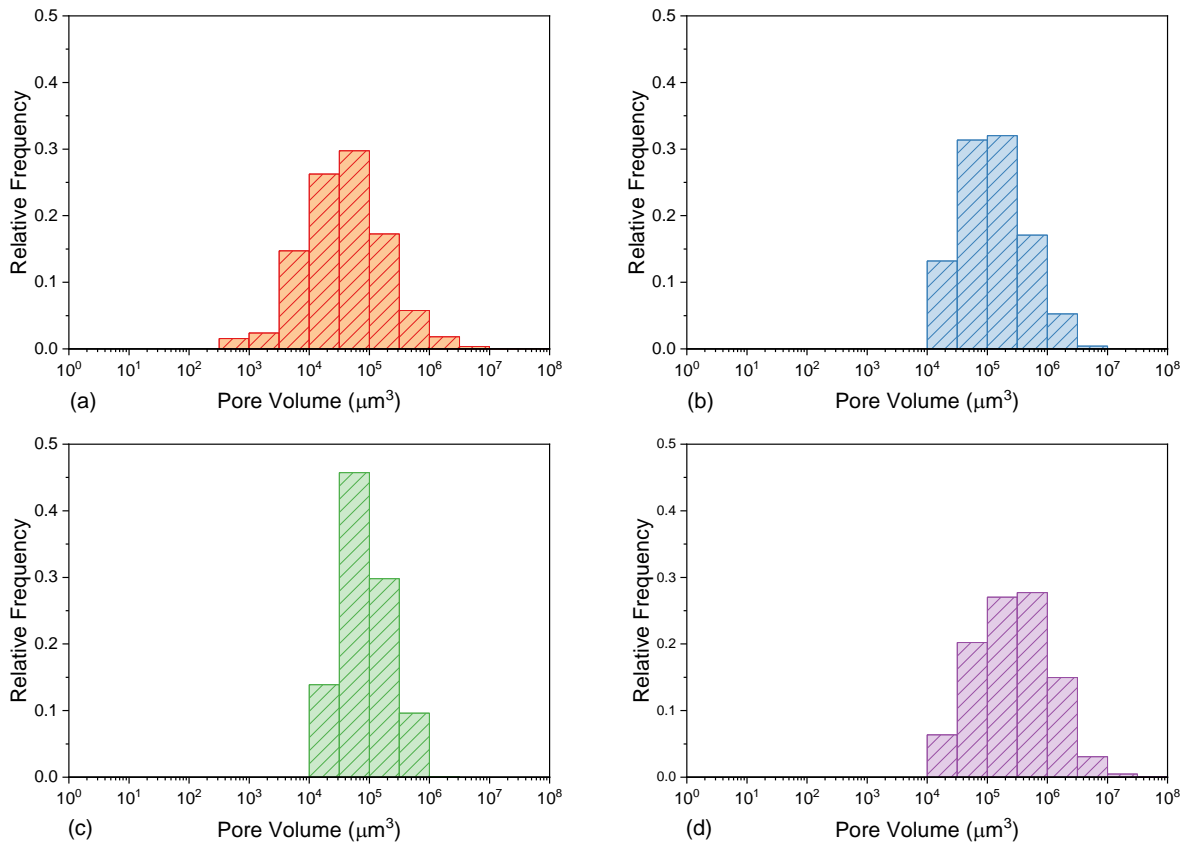 0.5
0.4
0.3
0.2
0.1
0.0
Relative Frequency
10⁰ 10¹ 10² 10³ 10⁴ 10⁵ 10⁶ 10⁷ 10⁸
(a) Pore Volume (μm³)
0.5
0.4
0.3
0.2
0.1
0.0
Relative Frequency
10⁰ 10¹ 10² 10³ 10⁴ 10⁵ 10⁶ 10⁷ 10⁸
(b) Pore Volume (μm³)
0.5
0.4
0.3
0.2
0.1
0.0
Relative Frequency
10⁰ 10¹ 10² 10³ 10⁴ 10⁵ 10⁶ 10⁷ 10⁸
(c) Pore Volume (μm³)
0.5
0.4
0.3
0.2
0.1
0.0
Relative Frequency
10⁰ 10¹ 10² 10³ 10⁴ 10⁵ 10⁶ 10⁷ 10⁸
(d) Pore Volume (μm³)